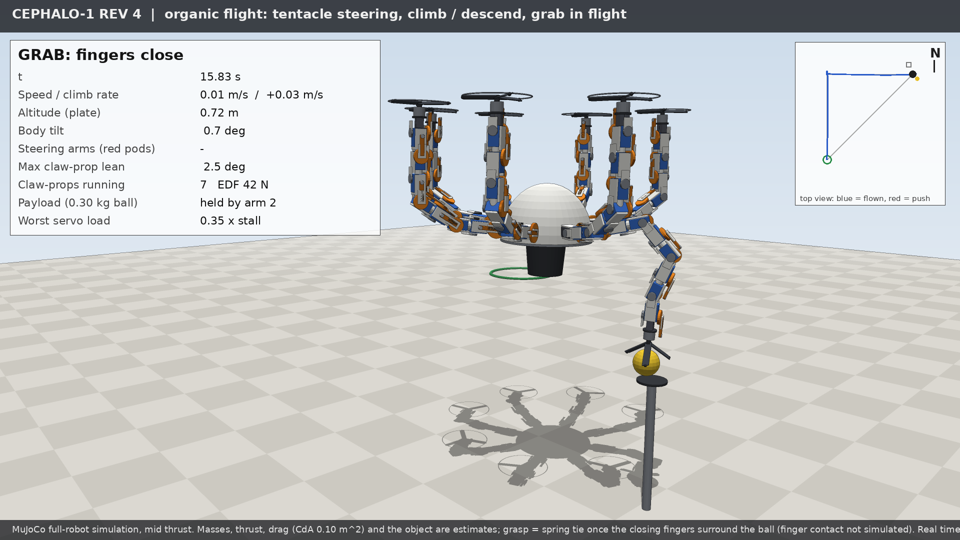 CEPHALO-1 REV 4 | organic flight: tentacle steering, climb / descend, grab in flight
GRAB: fingers close
t 15.83 s
Speed / climb rate 0.01 m/s / +0.03 m/s
Altitude (plate) 0.72 m
Body tilt 0.7 deg
Steering arms (red pods) -
Max claw-prop lean 2.5 deg
Claw-props running 7 EDF 42 N
Payload (0.30 kg ball) held by arm 2
Worst servo load 0.35 x stall
N
top view: blue = flown, red = push
MuJoCo full-robot simulation, mid thrust. Masses, thrust, drag (CdA 0.10 m^2) and the object are estimates; grasp = spring tie once the closing fingers surround the ball (finger contact not simulated). Real time